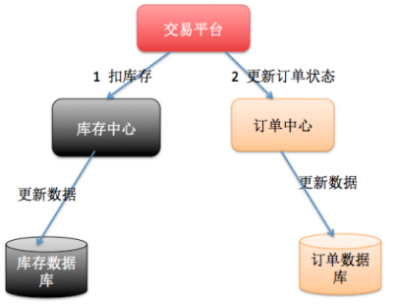 交易平台
1 扣库存
2 更新订单状态
库存中心
订单中心
更新数据
更新数据
库存数据
库
订单数据
库